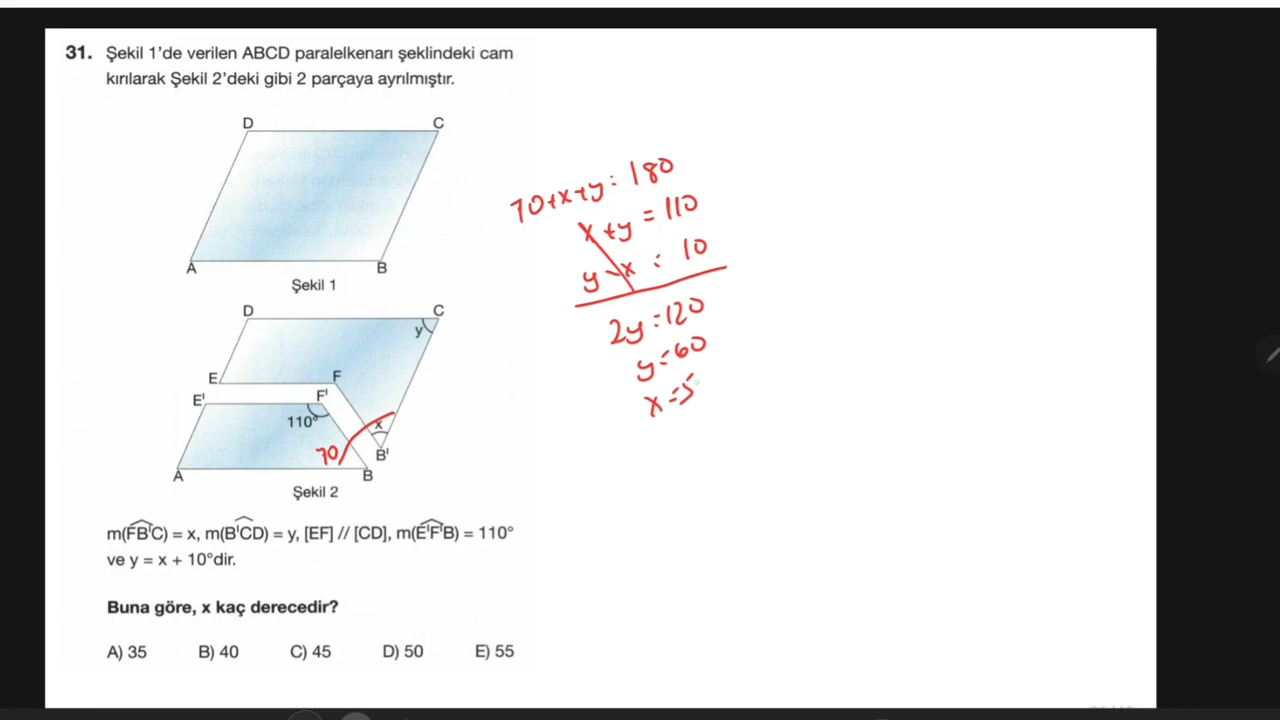 31. Şekil 1'de verilen ABCD paralelkenarı şeklindeki cam
kırılarak Şekil 2'deki gibi 2 parçaya ayrılmıştır.
D
C
A
B
Şekil 1
70+x+y=180
x+y=110
y-x=10
2y=120
y=60
x=5
D
C
y
E
F
E'
F'
110°
x
70
B'
A
B
Şekil 2
m(FB'C) = x, m(B'CD) = y, [EF] // [CD], m(E'F'B) = 110°
ve y = x + 10°dir.
Buna göre, x kaç derecedir?
A) 35 B) 40 C) 45 D) 50 E) 55